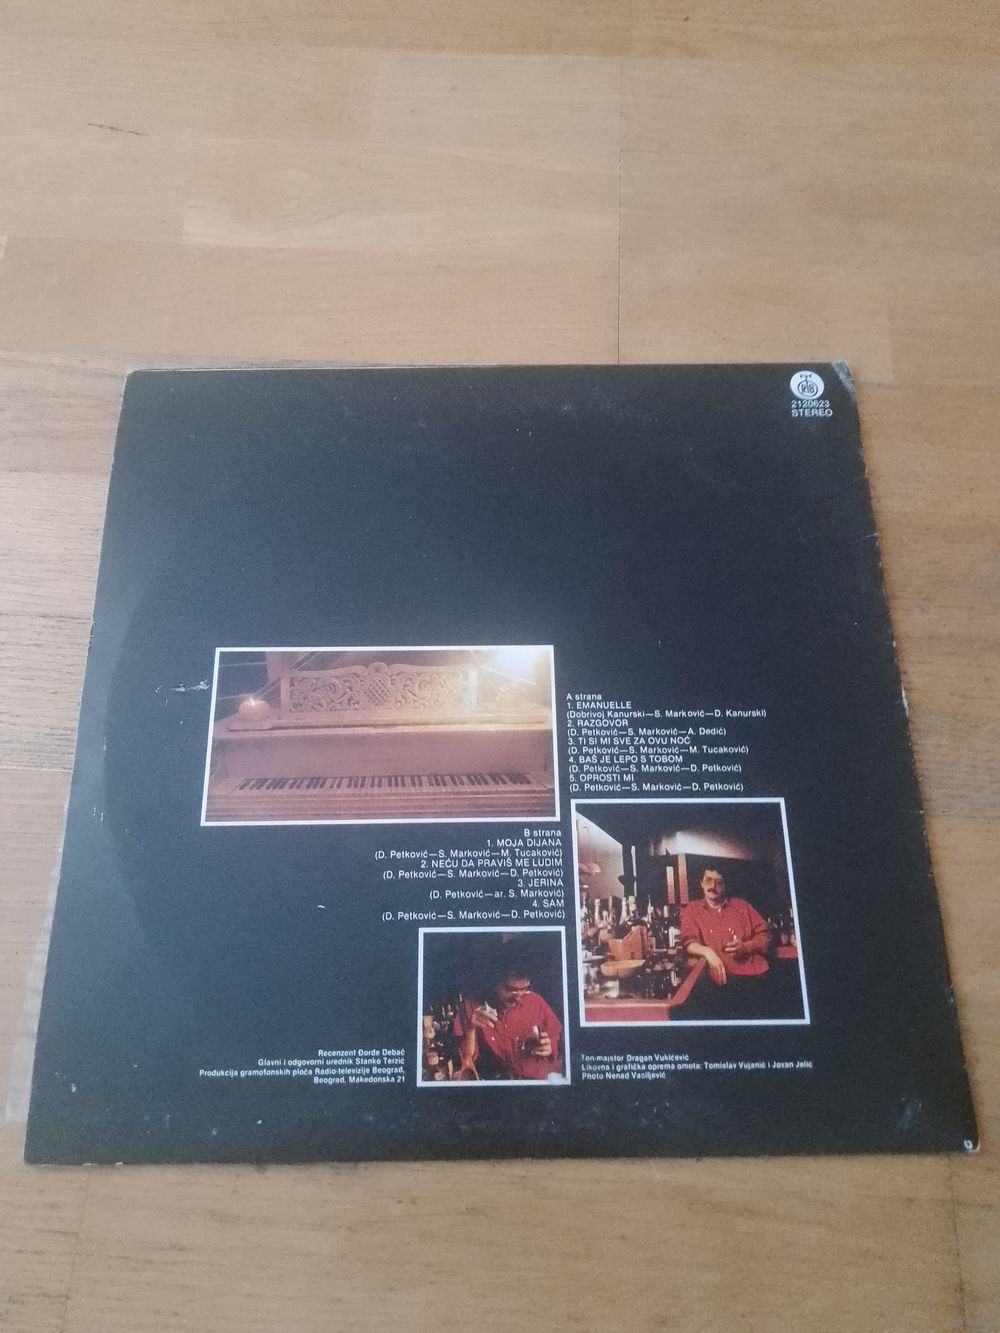 RTB
2120623
STEREO
A strana
1. EMANUELLE
(Dobrivoj Kanurski—S. Marković—D. Kanurski)
2. RAZGOVOR
(D. Petković—S. Marković—A. Dedić)
3. TI SI MI SVE ZA OVU NOĆ
(D. Petković—S. Marković—M. Tucaković)
4. BAŠ JE LEPO S TOBOM
(D. Petković—S. Marković—D. Petković)
5. OPROSTI MI
(D. Petković—S. Marković—D. Petković)
B strana
1. MOJA DIJANA
(D. Petković—S. Marković—M. Tucaković)
2. NEĆU DA PRAVIŠ ME LUDIM
(D. Petković—S. Marković—D. Petković)
3. JERINA
(D. Petković—ar. S. Marković)
4. SAM
(D. Petković—S. Marković—D. Petković)
Recenzent Đorđe Debač
Glavni i odgovorni urednik Stanko Terzić
Produkcija gramofonskih ploča Radio-televizije Beograd,
Beograd, Makedonska 21
Ton-majstor Dragan Vukićević
Likovna i grafička oprema omota: Tomislav Vujanić i Jovan Jelić
Photo Nenad Vasiljević